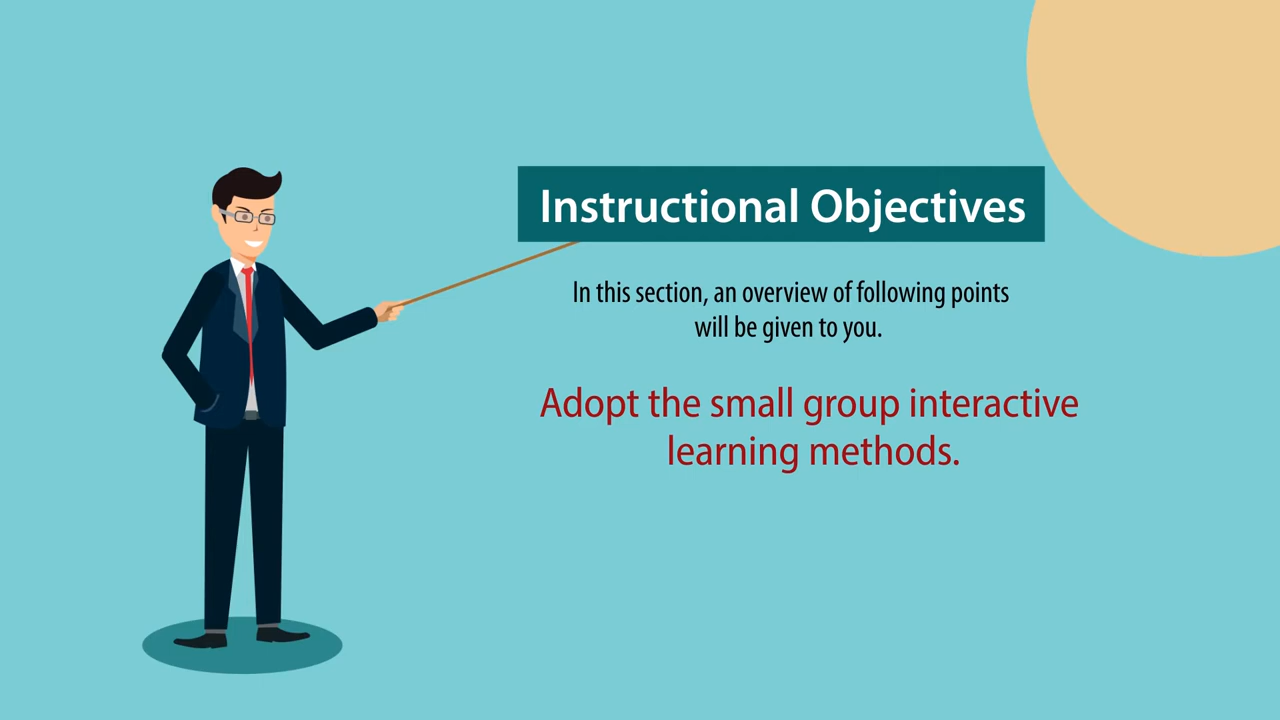 Instructional Objectives
In this section, an overview of following points
will be given to you.
Adopt the small group interactive
learning methods.